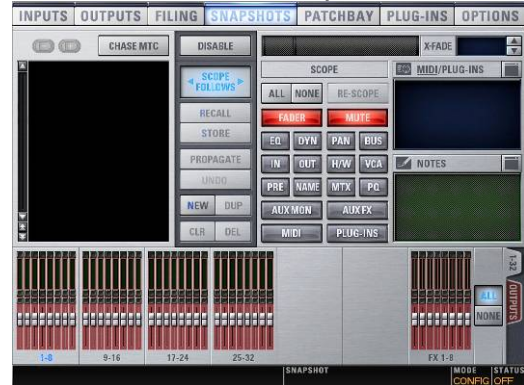 INPUTS OUTPUTS FILING SNAPSHOTS PATCHBAY PLUG-INS OPTIONS
CHASE MTC DISABLE X-FADE
SCOPE FOLLOWS
RECALL
STORE
PROPAGATE
UNDO
NEW DUP
CLR DEL
SCOPE
ALL NONE RE-SCOPE
FADER MUTE
EQ DYN PAN BUS
IN OUT H/W VCA
PRE NAME MTX PQ
AUX MON AUX FX
MIDI PLUG-INS
MIDI/PLUG-INS
NOTES
1-32
OUTPUTS
ALL
NONE
1-8 9-16 17-24 25-32 FX 1-8
SNAPSHOT MODE STATUS
CONFIG OFF